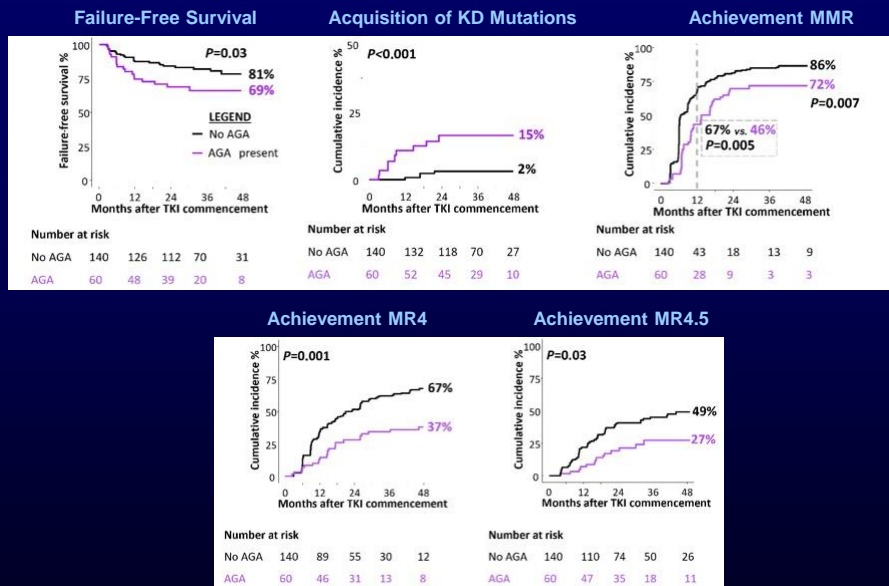 Failure-Free Survival
P=0.03
Failure-free survival %
100
75
50
25
0
81%
69%
LEGEND
No AGA
AGA present
0 12 24 36 48
Months after TKI commencement
Number at risk
No AGA 140 126 112 70 31
AGA 60 48 39 20 8
Acquisition of KD Mutations
P<0.001
Cumulative incidence %
50
25
0
15%
2%
0 12 24 36 48
Months after TKI commencement
Number at risk
No AGA 140 132 118 70 27
AGA 60 52 45 29 10
Achievement MMR
Cumulative incidence %
100
75
50
25
0
86%
72%
P=0.007
67% vs. 46%
P=0.005
0 12 24 36 48
Months after TKI commencement
Number at risk
No AGA 140 43 18 13 9
AGA 60 28 9 3 3
Achievement MR4
P=0.001
Cumulative incidence %
100
75
50
25
0
67%
37%
0 12 24 36 48
Months after TKI commencement
Number at risk
No AGA 140 89 55 30 12
AGA 60 46 31 13 8
Achievement MR4.5
P=0.03
Cumulative incidence %
100
75
50
25
0
49%
27%
0 12 24 36 48
Months after TKI commencement
Number at risk
No AGA 140 110 74 50 26
AGA 60 47 35 18 11